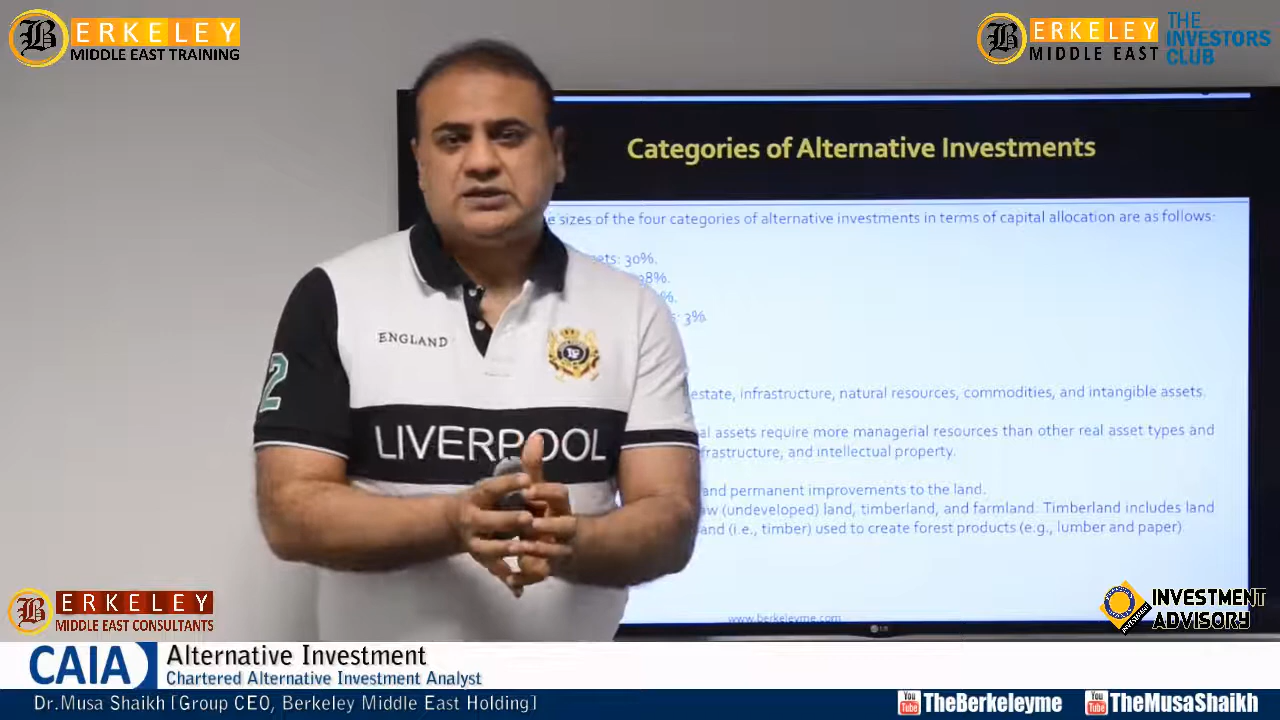 BERKELEY
MIDDLE EAST TRAINING
BERKELEY
MIDDLE EAST
THE
INVESTORS
CLUB
Categories of Alternative Investments
sizes of the four categories of alternative investments in terms of capital allocation are as follows:
30%.
3%.
estate, infrastructure, natural resources, commodities, and intangible assets.
assets require more managerial resources than other real asset types and
and intellectual property.
and permanent improvements to the land.
(undeveloped) land, timberland, and farmland. Timberland includes land
(i.e., timber) used to create forest products (e.g., lumber and paper)
www.berkeleyme.com
LG
ENGLAND
2
LIVERPOOL
BERKELEY
MIDDLE EAST CONSULTANTS
INVESTMENT
ADVISORY
CAIA
Alternative Investment
Chartered Alternative Investment Analyst
Dr.Musa Shaikh [Group CEO, Berkeley Middle East Holding]
You Tube TheBerkeleyme
You Tube TheMusaShaikh